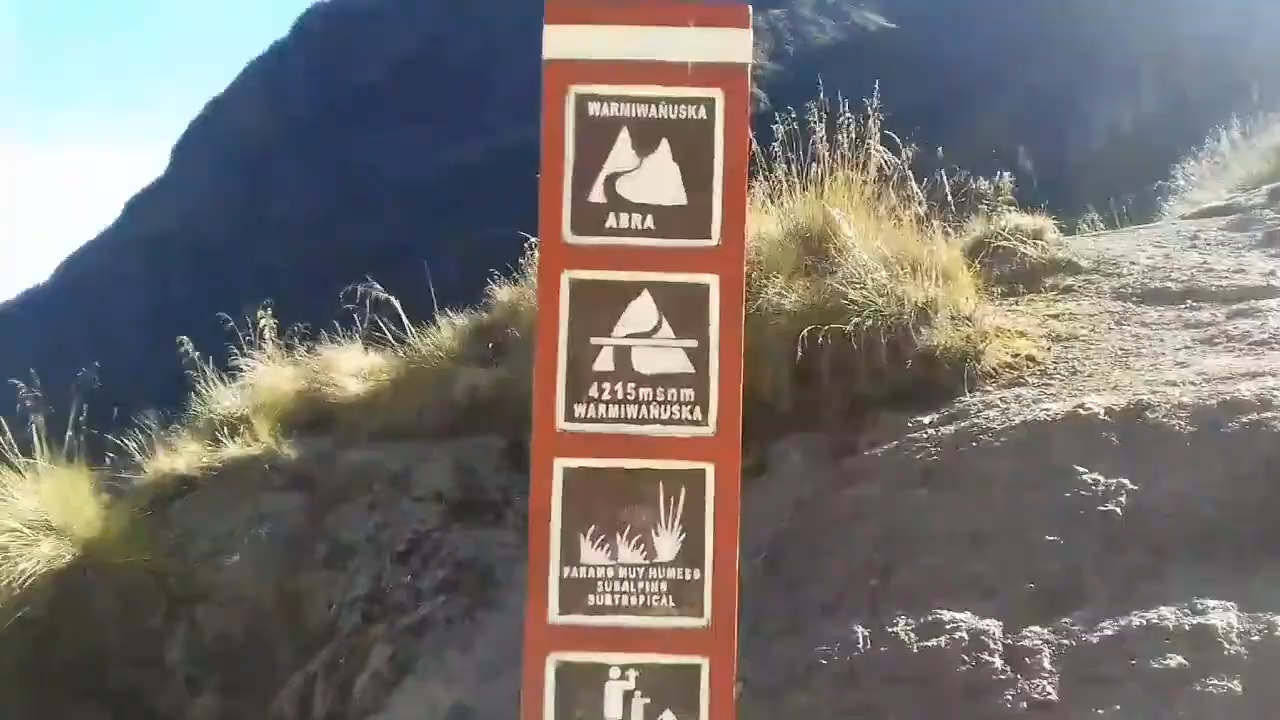 WARMIWAÑUSKA
ABRA
4215msnm
WARMIWAÑUSKA
PARAMO MUY HUMEDO
SUBALPINO
SUBTROPICAL